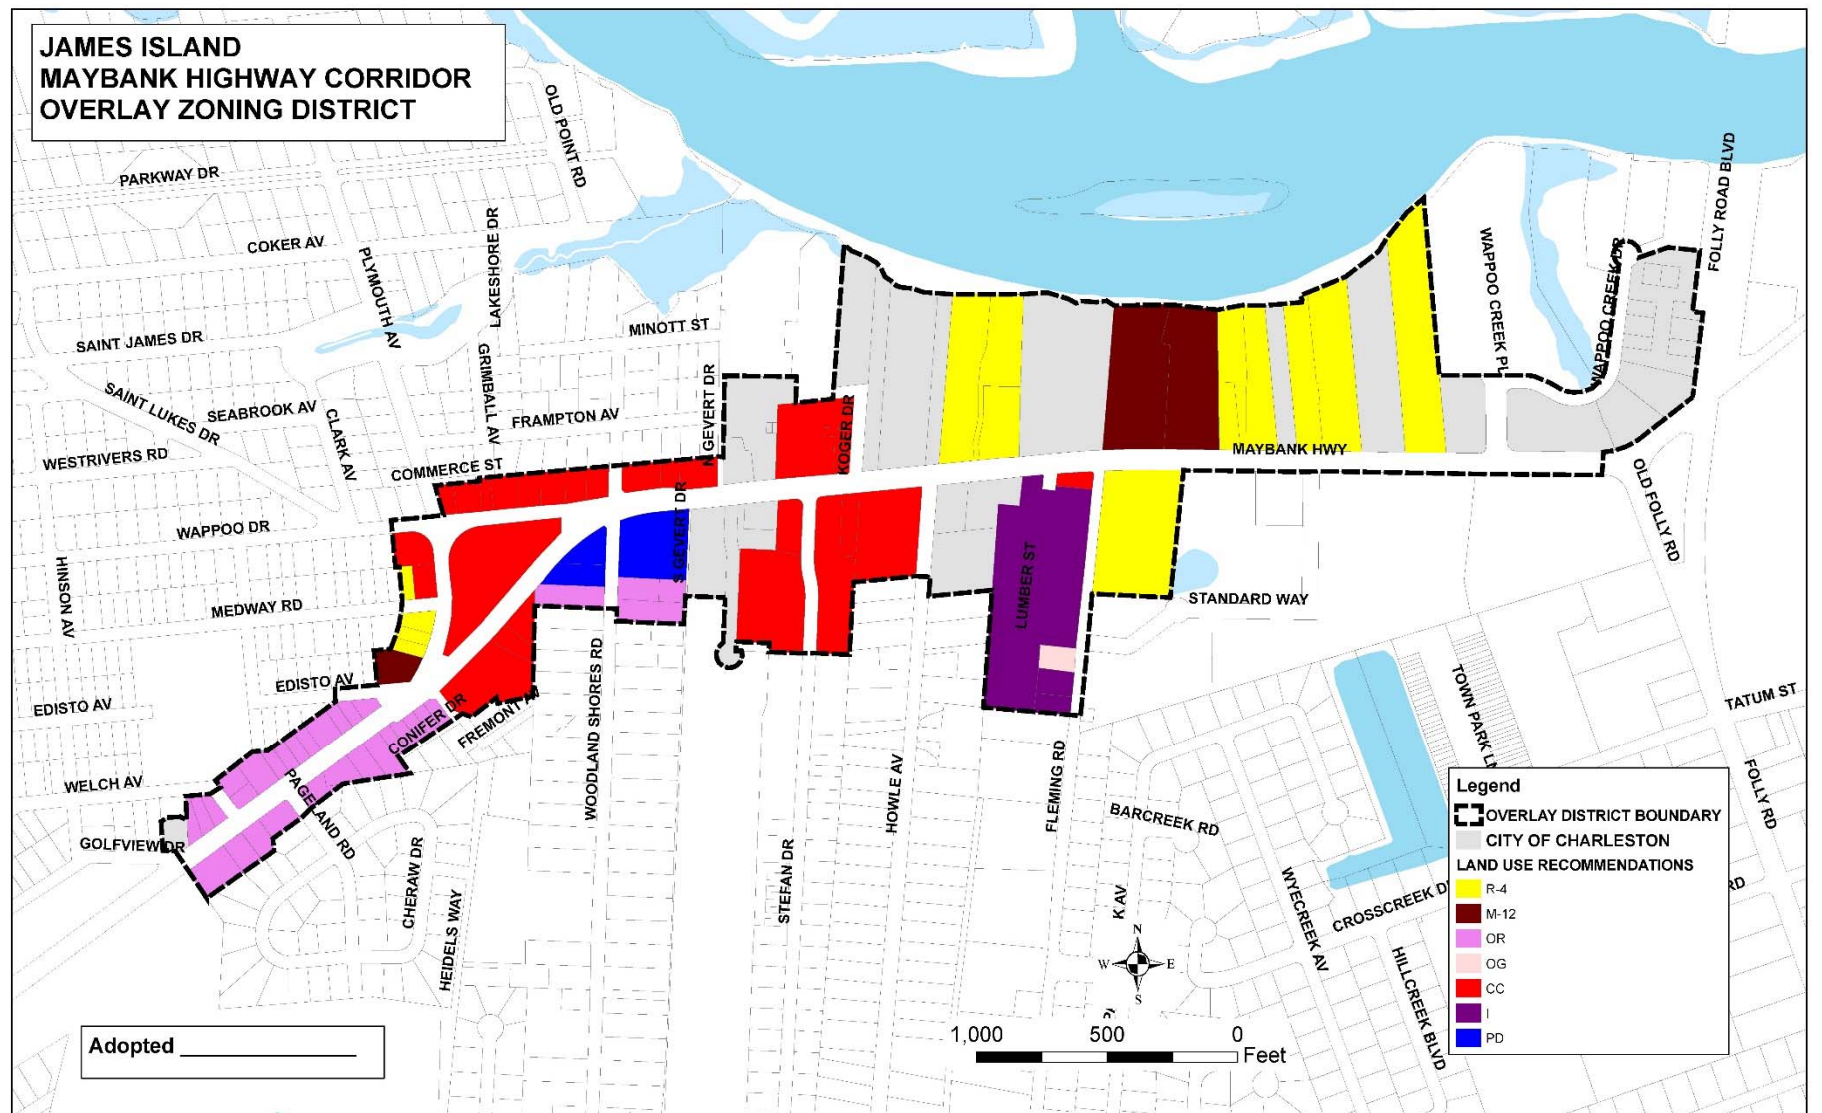 JAMES ISLAND
MAYBANK HIGHWAY CORRIDOR
OVERLAY ZONING DISTRICT
OLD POINT RD
FOLLY ROAD BLVD
PARKWAY DR
COKER AV
PLYMOUTH AV
LAKESHORE DR
WAPPOO CREEK PL
WAPPOO CREEK DR
SAINT JAMES DR
MINOTT ST
GRIMBALL AV
N GEVERT DR
SAINT LUKES DR
SEABROOK AV
CLARK AV
FRAMPTON AV
KOGER DR
WESTRIVERS RD
COMMERCE ST
MAYBANK HWY
OLD FOLLY RD
WAPPOO DR
S GEVERT DR
HINSON AV
MEDWAY RD
LUMBER ST
STANDARD WAY
EDISTO AV
EDISTO AV
CONIFER DR
FREMONT AV
WOODLAND SHORES RD
TOWN PARK LN
TATUM ST
WELCH AV
PAGELAND RD
GOLFVIEW DR
CHERAW DR
HEIDELS WAY
STEFAN DR
HOWLE AV
FLEMING RD
BARCREEK RD
FOLLY RD
WYECREEK AV
CROSSCREEK D
RD
K AV
HILLCREEK BLVD
Legend
OVERLAY DISTRICT BOUNDARY
CITY OF CHARLESTON
LAND USE RECOMMENDATIONS
R-4
M-12
OR
OG
CC
I
PD
N
W E
S
1,000 500 0
Feet
Adopted ______________